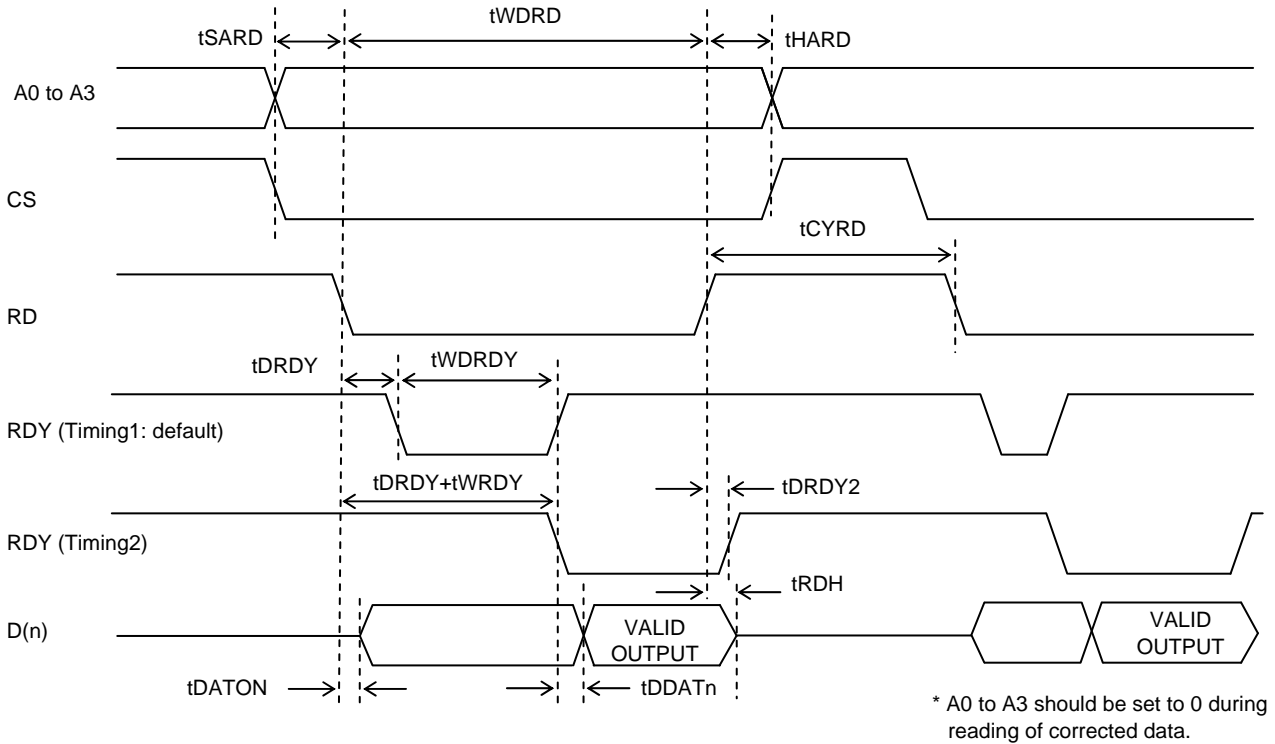 tWDRD
tSARD
tHARD
A0 to A3
CS
tCYRD
RD
tDRDY
tWDRDY
RDY (Timing1: default)
tDRDY+tWRDY
tDRDY2
RDY (Timing2)
tRDH
D(n)
VALID
OUTPUT
VALID
OUTPUT
tDATON
tDDATn
* A0 to A3 should be set to 0 during
reading of corrected data.